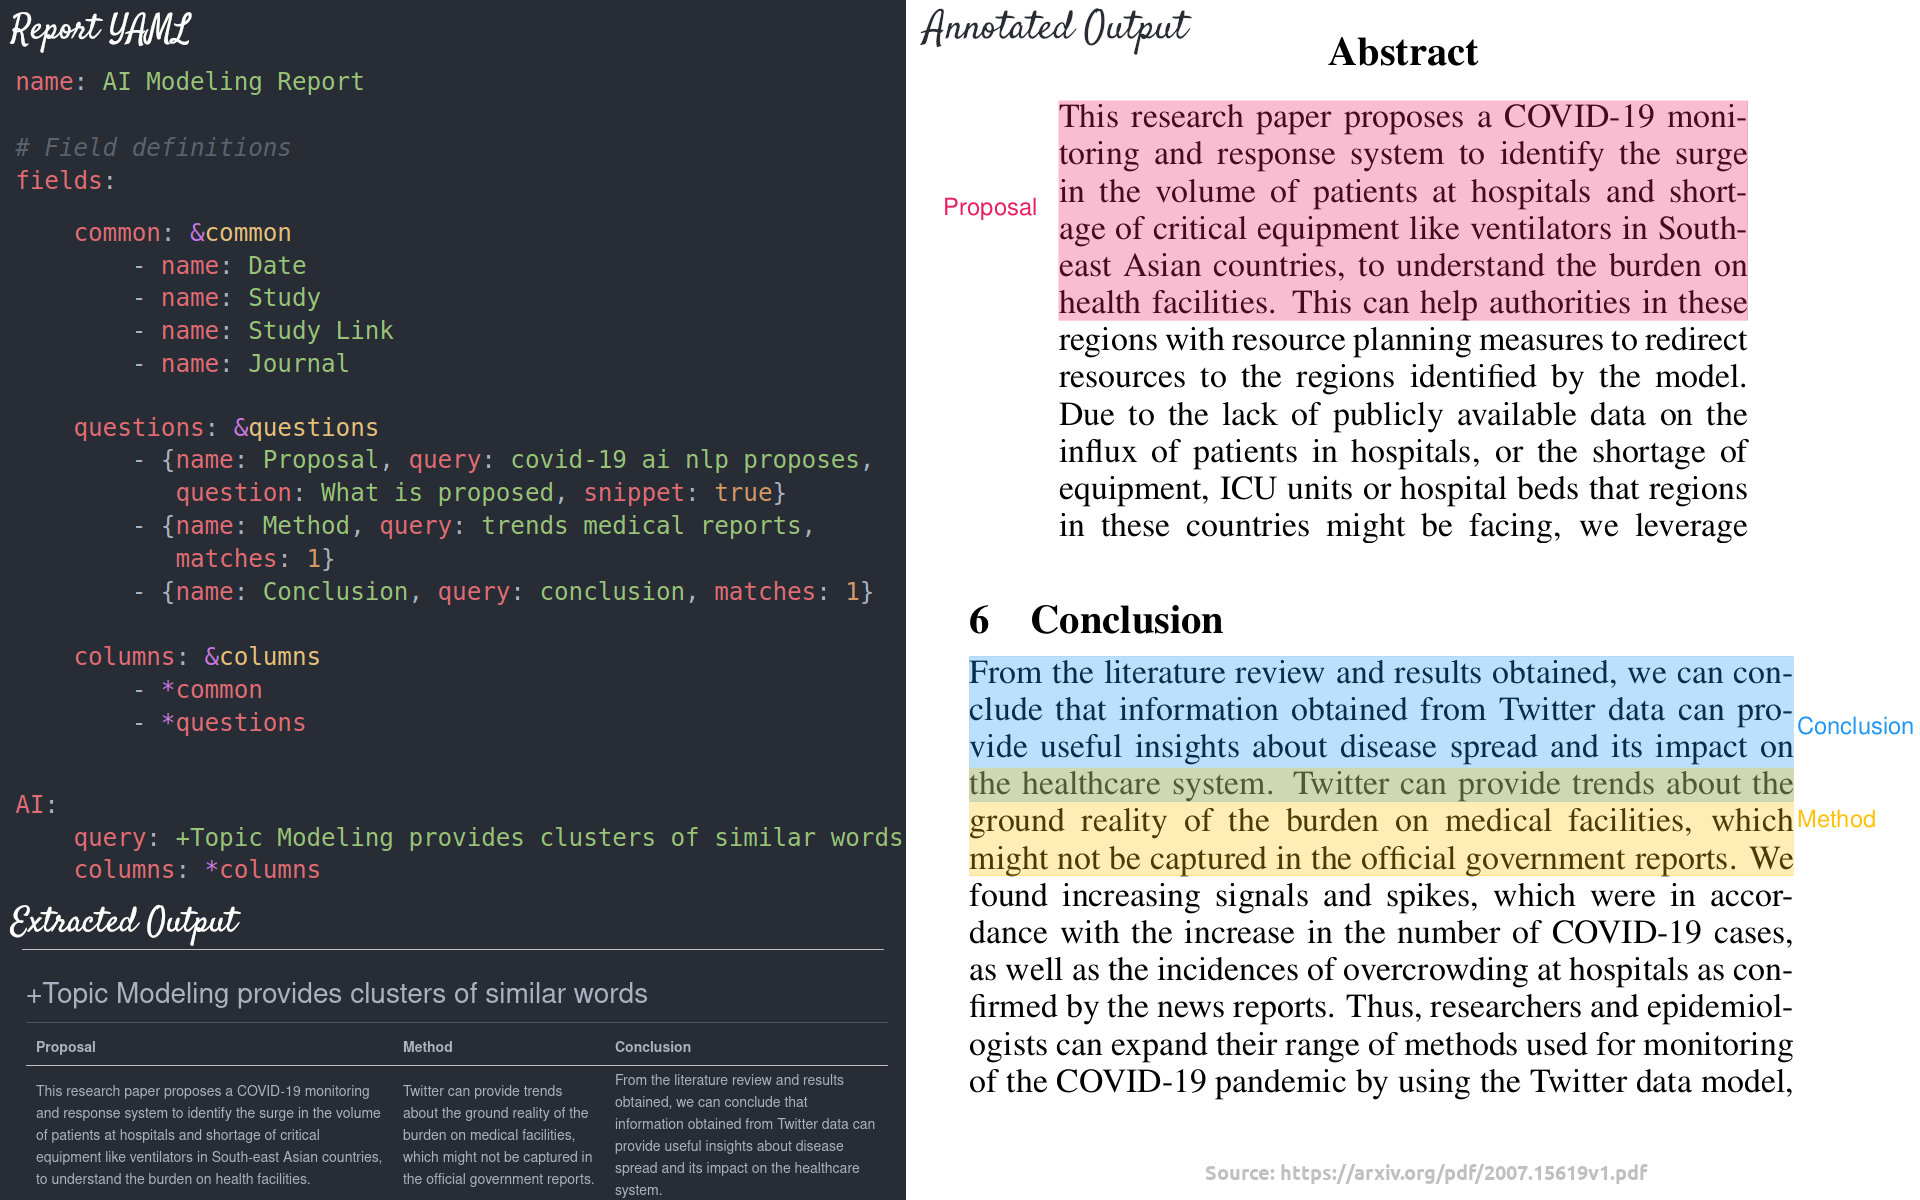 Report YAML
name: AI Modeling Report
# Field definitions
fields:
common: &common
- name: Date
- name: Study
- name: Study Link
- name: Journal
questions: &questions
- {name: Proposal, query: covid-19 ai nlp proposes,
question: What is proposed, snippet: true}
- {name: Method, query: trends medical reports,
matches: 1}
- {name: Conclusion, query: conclusion, matches: 1}
columns: &columns
- *common
- *questions
AI:
query: +Topic Modeling provides clusters of similar words
columns: *columns
Extracted Output
+Topic Modeling provides clusters of similar words
Proposal
This research paper proposes a COVID-19 monitoring
and response system to identify the surge in the volume
of patients at hospitals and shortage of critical
equipment like ventilators in South-east Asian countries,
to understand the burden on health facilities.
Method
Twitter can provide trends
about the ground reality of the
burden on medical facilities,
which might not be captured in
the official government reports.
Conclusion
From the literature review and results
obtained, we can conclude that
information obtained from Twitter data can
provide useful insights about disease
spread and its impact on the healthcare
system.
Annotated Output
Abstract
Proposal
This research paper proposes a COVID-19 moni-
toring and response system to identify the surge
in the volume of patients at hospitals and short-
age of critical equipment like ventilators in South-
east Asian countries, to understand the burden on
health facilities. This can help authorities in these
regions with resource planning measures to redirect
resources to the regions identified by the model.
Due to the lack of publicly available data on the
influx of patients in hospitals, or the shortage of
equipment, ICU units or hospital beds that regions
in these countries might be facing, we leverage
6 Conclusion
From the literature review and results obtained, we can con-
clude that information obtained from Twitter data can pro-
vide useful insights about disease spread and its impact on
the healthcare system. Twitter can provide trends about the
ground reality of the burden on medical facilities, which
might not be captured in the official government reports. We
found increasing signals and spikes, which were in accor-
dance with the increase in the number of COVID-19 cases,
as well as the incidences of overcrowding at hospitals as con-
firmed by the news reports. Thus, researchers and epidemiol-
ogists can expand their range of methods used for monitoring
of the COVID-19 pandemic by using the Twitter data model,
Conclusion
Method
Source: https://arxiv.org/pdf/2007.15619v1.pdf